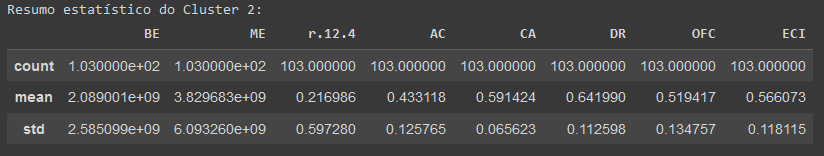 Resumo estatístico do Cluster 2:
BE ME r.12.4 AC CA DR OFC ECI
count 1.030000e+02 1.030000e+02 103.000000 103.000000 103.000000 103.000000 103.000000 103.000000
mean 2.089001e+09 3.829683e+09 0.216986 0.433118 0.591424 0.641990 0.519417 0.566073
std 2.585099e+09 6.093260e+09 0.597280 0.125765 0.065623 0.112598 0.134757 0.118115